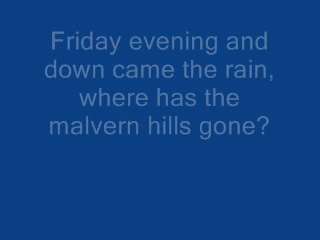 Friday evening and
down came the rain,
where has the
malvern hills gone?